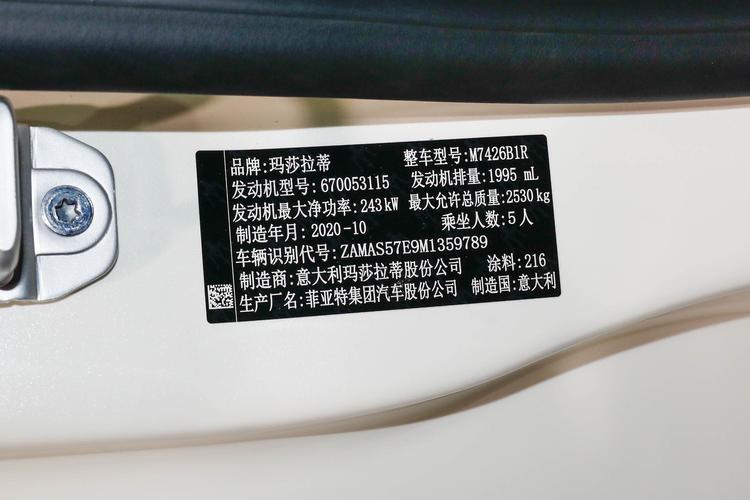 品牌:玛莎拉蒂 整车型号:M7426B1R
发动机型号:670053115 发动机排量:1995 mL
发动机最大净功率:243kW 最大允许总质量:2530kg
制造年月:2020-10 乘坐人数:5人
车辆识别代号:ZAMAS57E9M1359789
制造商:意大利玛莎拉蒂股份公司 涂料:216
生产厂名:菲亚特集团汽车股份公司 制造国:意大利